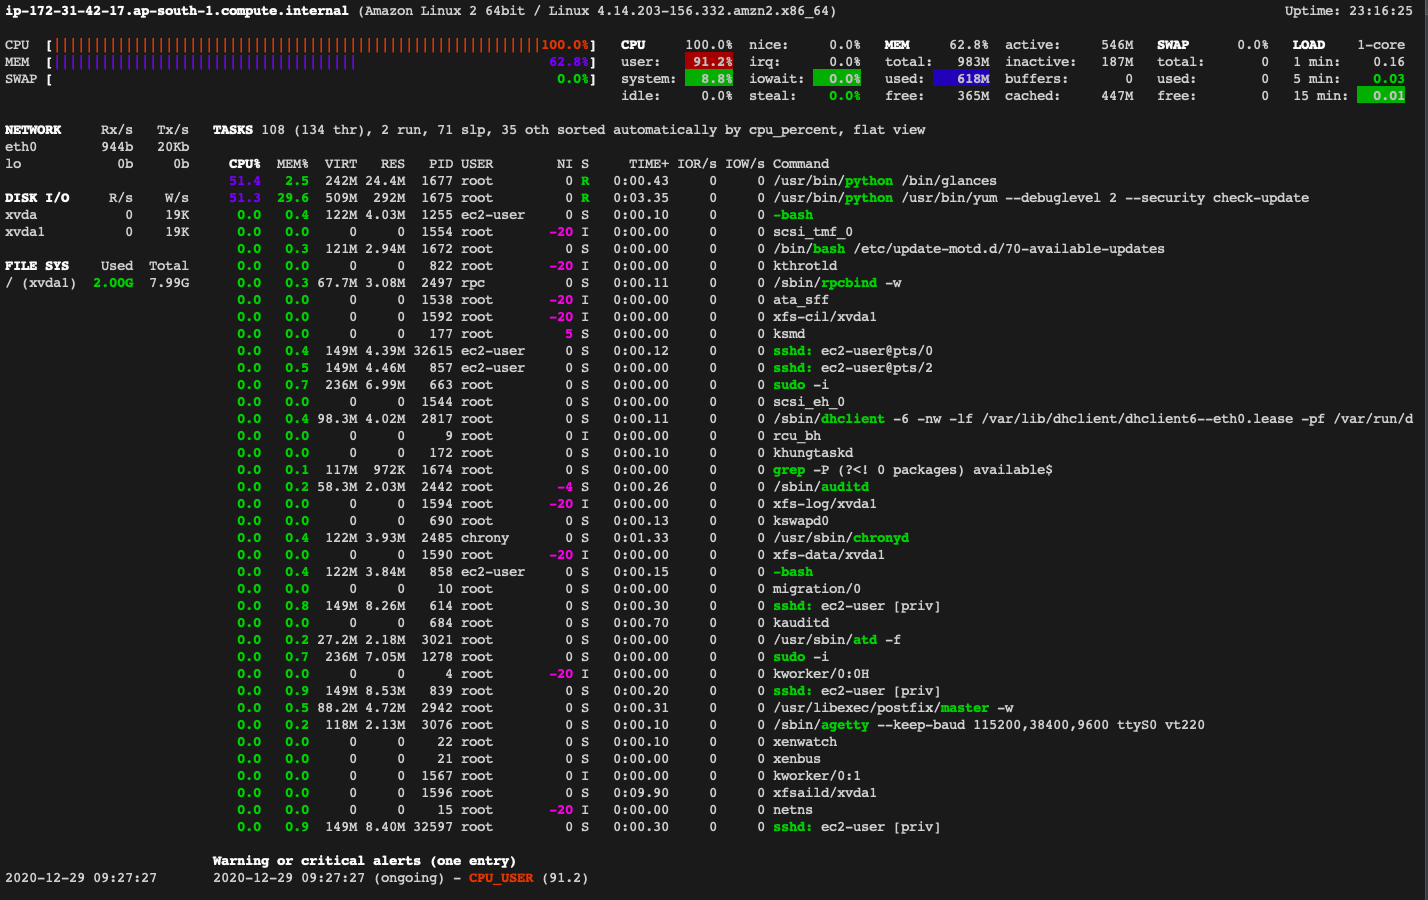 ip-172-31-42-17.ap-south-1.compute.internal (Amazon Linux 2 64bit / Linux 4.14.203-156.332.amzn2.x86_64) Uptime: 23:16:25
CPU [||||||||||||||||||||||||||||||||||||||||||||||||||||||||||||||100.0%] CPU 100.0% nice: 0.0% MEM 62.8% active: 546M SWAP 0.0% LOAD 1-core
MEM [|||||||||||||||||||||||||||||||||||||| 62.8%] user: 91.2% irq: 0.0% total: 983M inactive: 187M total: 0 1 min: 0.16
SWAP [ 0.0%] system: 8.8% iowait: 0.0% used: 618M buffers: 0 used: 0 5 min: 0.03
idle: 0.0% steal: 0.0% free: 365M cached: 447M free: 0 15 min: 0.01
NETWORK Rx/s Tx/s TASKS 108 (134 thr), 2 run, 71 slp, 35 oth sorted automatically by cpu_percent, flat view
eth0 944b 20Kb
lo 0b 0b CPU% MEM% VIRT RES PID USER NI S TIME+ IOR/s IOW/s Command
51.4 2.5 242M 24.4M 1677 root 0 R 0:00.43 0 0 /usr/bin/python /bin/glances
DISK I/O R/s W/s 51.3 29.6 509M 292M 1675 root 0 R 0:03.35 0 0 /usr/bin/python /usr/bin/yum --debuglevel 2 --security check-update
xvda 0 19K 0.0 0.4 122M 4.03M 1255 ec2-user 0 S 0:00.10 0 0 -bash
xvda1 0 19K 0.0 0.0 0 0 1554 root -20 I 0:00.00 0 0 scsi_tmf_0
0.0 0.3 121M 2.94M 1672 root 0 S 0:00.00 0 0 /bin/bash /etc/update-motd.d/70-available-updates
FILE SYS Used Total 0.0 0.0 0 0 822 root -20 I 0:00.00 0 0 kthrotld
/ (xvda1) 2.00G 7.99G 0.0 0.3 67.7M 3.08M 2497 rpc 0 S 0:00.11 0 0 /sbin/rpcbind -w
0.0 0.0 0 0 1538 root -20 I 0:00.00 0 0 ata_sff
0.0 0.0 0 0 1592 root -20 I 0:00.00 0 0 xfs-cil/xvda1
0.0 0.0 0 0 177 root 5 S 0:00.00 0 0 ksmd
0.0 0.4 149M 4.39M 32615 ec2-user 0 S 0:00.12 0 0 sshd: ec2-user@pts/0
0.0 0.5 149M 4.46M 857 ec2-user 0 S 0:00.00 0 0 sshd: ec2-user@pts/2
0.0 0.7 236M 6.99M 663 root 0 S 0:00.00 0 0 sudo -i
0.0 0.0 0 0 1544 root 0 S 0:00.00 0 0 scsi_eh_0
0.0 0.4 98.3M 4.02M 2817 root 0 S 0:00.11 0 0 /sbin/dhclient -6 -nw -lf /var/lib/dhclient/dhclient6--eth0.lease -pf /var/run/d
0.0 0.0 0 0 9 root 0 I 0:00.00 0 0 rcu_bh
0.0 0.0 0 0 172 root 0 S 0:00.10 0 0 khungtaskd
0.0 0.1 117M 972K 1674 root 0 S 0:00.00 0 0 grep -P (?<! 0 packages) available$
0.0 0.2 58.3M 2.03M 2442 root -4 S 0:00.26 0 0 /sbin/auditd
0.0 0.0 0 0 1594 root -20 I 0:00.00 0 0 xfs-log/xvda1
0.0 0.0 0 0 690 root 0 S 0:00.13 0 0 kswapd0
0.0 0.4 122M 3.93M 2485 chrony 0 S 0:01.33 0 0 /usr/sbin/chronyd
0.0 0.0 0 0 1590 root -20 I 0:00.00 0 0 xfs-data/xvda1
0.0 0.4 122M 3.84M 858 ec2-user 0 S 0:00.15 0 0 -bash
0.0 0.0 0 0 10 root 0 S 0:00.00 0 0 migration/0
0.0 0.8 149M 8.26M 614 root 0 S 0:00.30 0 0 sshd: ec2-user [priv]
0.0 0.0 0 0 684 root 0 S 0:00.70 0 0 kauditd
0.0 0.2 27.2M 2.18M 3021 root 0 S 0:00.00 0 0 /usr/sbin/atd -f
0.0 0.7 236M 7.05M 1278 root 0 S 0:00.00 0 0 sudo -i
0.0 0.0 0 0 4 root -20 I 0:00.00 0 0 kworker/0:0H
0.0 0.9 149M 8.53M 839 root 0 S 0:00.20 0 0 sshd: ec2-user [priv]
0.0 0.5 88.2M 4.72M 2942 root 0 S 0:00.31 0 0 /usr/libexec/postfix/master -w
0.0 0.2 118M 2.13M 3076 root 0 S 0:00.10 0 0 /sbin/agetty --keep-baud 115200,38400,9600 ttyS0 vt220
0.0 0.0 0 0 22 root 0 S 0:00.10 0 0 xenwatch
0.0 0.0 0 0 21 root 0 S 0:00.00 0 0 xenbus
0.0 0.0 0 0 1567 root 0 I 0:00.00 0 0 kworker/0:1
0.0 0.0 0 0 1596 root 0 S 0:09.90 0 0 xfsaild/xvda1
0.0 0.0 0 0 15 root -20 I 0:00.00 0 0 netns
0.0 0.9 149M 8.40M 32597 root 0 S 0:00.30 0 0 sshd: ec2-user [priv]
Warning or critical alerts (one entry)
2020-12-29 09:27:27 2020-12-29 09:27:27 (ongoing) - CPU_USER (91.2)